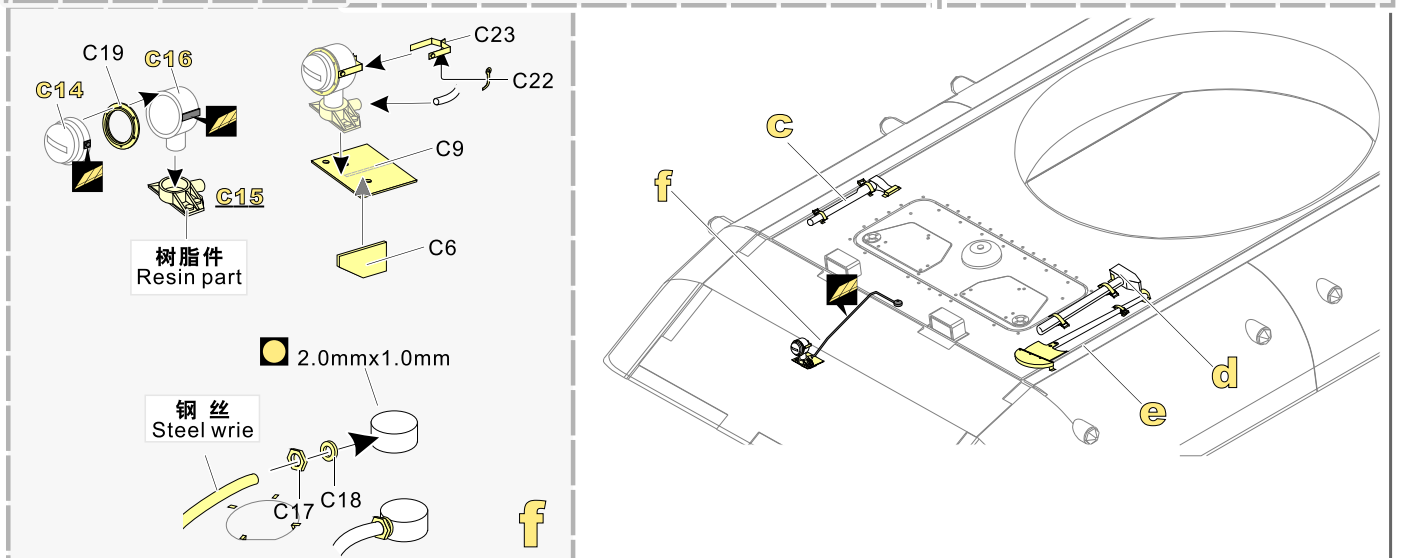 C19
C16
C14
C15
树脂件
Resin part
C23
C22
C9
C6
2.0mmx1.0mm
钢 丝
Steel wrie
C17
C18
f
c
f
d
e